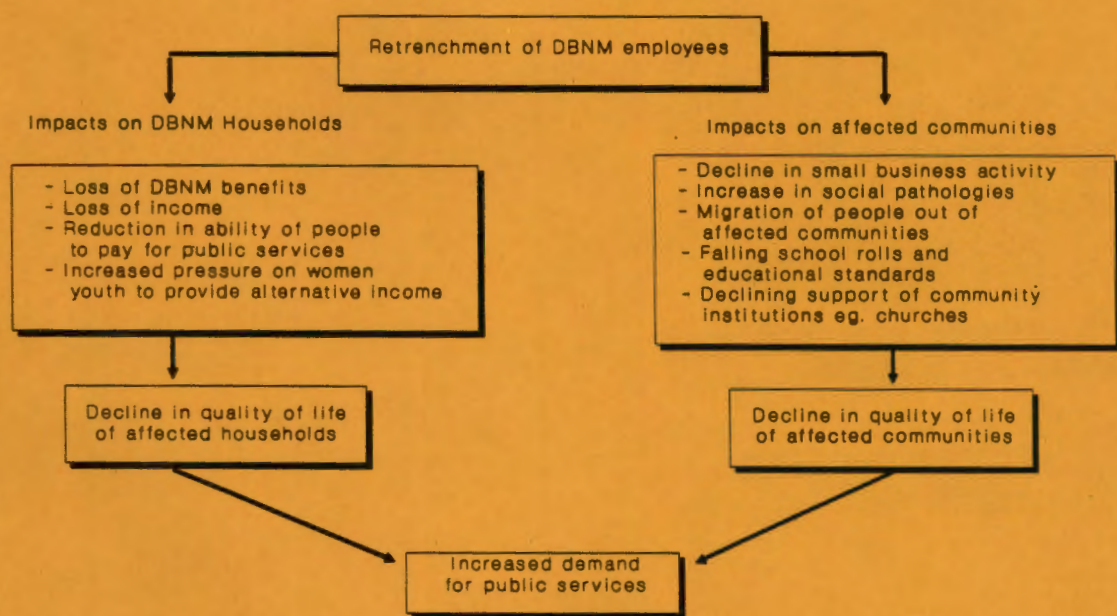 Retrenchment of DBNM employees
Impacts on DBNM Households
- Loss of DBNM benefits
- Loss of income
- Reduction in ability of people
to pay for public services
- Increased pressure on women
youth to provide alternative income
Decline in quality of life
of affected households
Impacts on affected communities
- Decline in small business activity
- Increase in social pathologies
- Migration of people out of
affected communities
- Falling school rolls and
educational standards
- Declining support of community
institutions eg. churches
Decline in quality of life
of affected communities
Increased demand
for public services